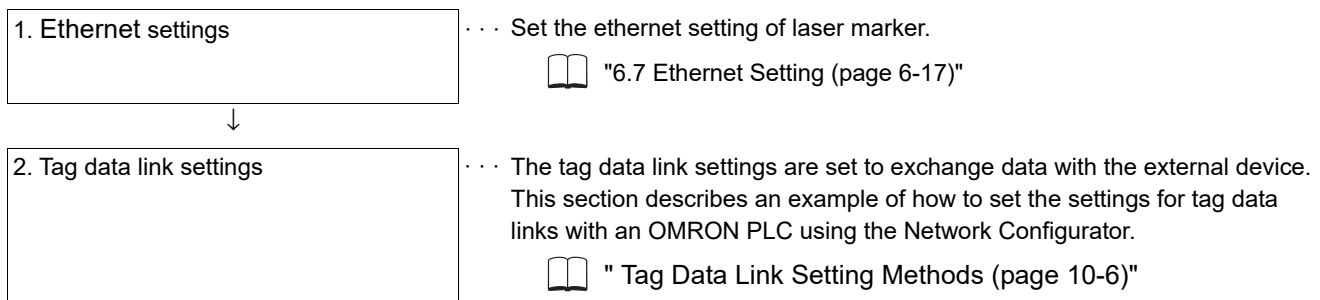 1. Ethernet settings
· · · Set the ethernet setting of laser marker.
"6.7 Ethernet Setting (page 6-17)"
↓
2. Tag data link settings
· · · The tag data link settings are set to exchange data with the external device.
This section describes an example of how to set the settings for tag data
links with an OMRON PLC using the Network Configurator.
" Tag Data Link Setting Methods (page 10-6)"